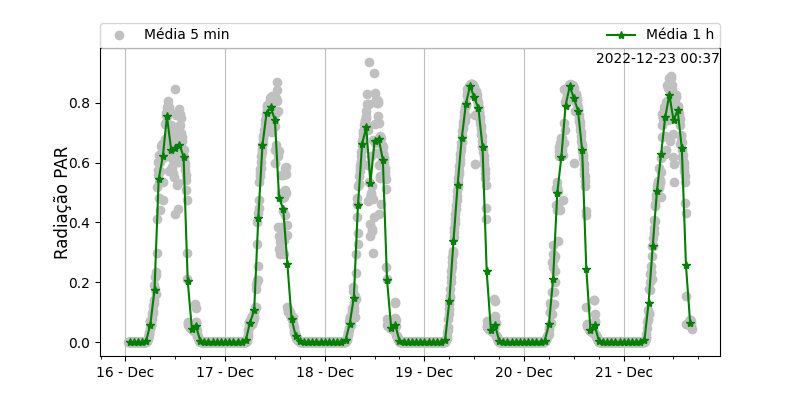 Média 5 min
Média 1 h
2022-12-23 00:37
Radiação PAR
0.8
0.6
0.4
0.2
0.0
16 - Dec
17 - Dec
18 - Dec
19 - Dec
20 - Dec
21 - Dec